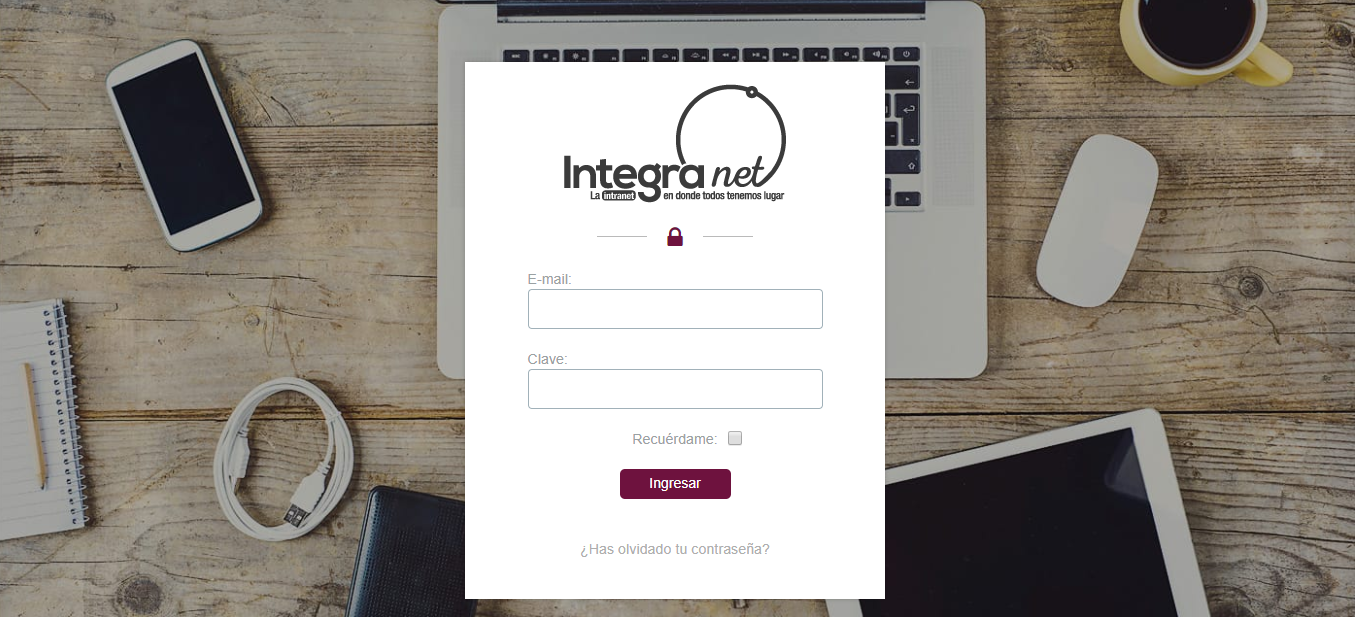 Integra net
La intranet en donde todos tenemos lugar
E-mail:
Clave:
Recuérdame:
Ingresar
¿Has olvidado tu contraseña?